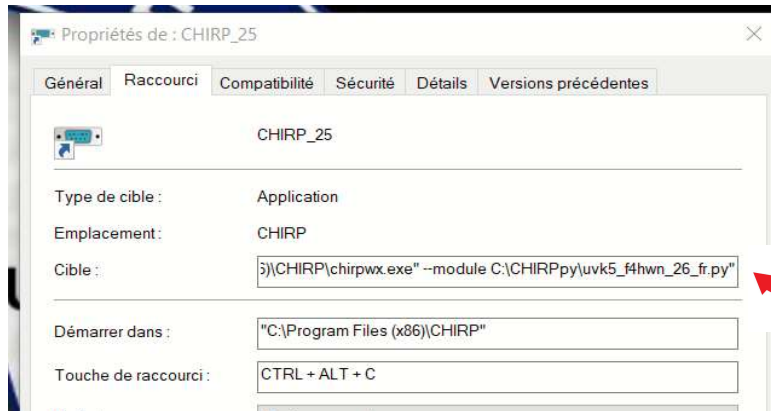 Propriétés de : CHIRP_25
Général Raccourci Compatibilité Sécurité Détails Versions précédentes
CHIRP_25
Type de cible : Application
Emplacement : CHIRP
Cible : 6)\CHIRP\chirpwx.exe" --module C:\CHIRPpy\uvk5_f4hwn_26_fr.py"
Démarrer dans : "C:\Program Files (x86)\CHIRP"
Touche de raccourci : CTRL + ALT + C